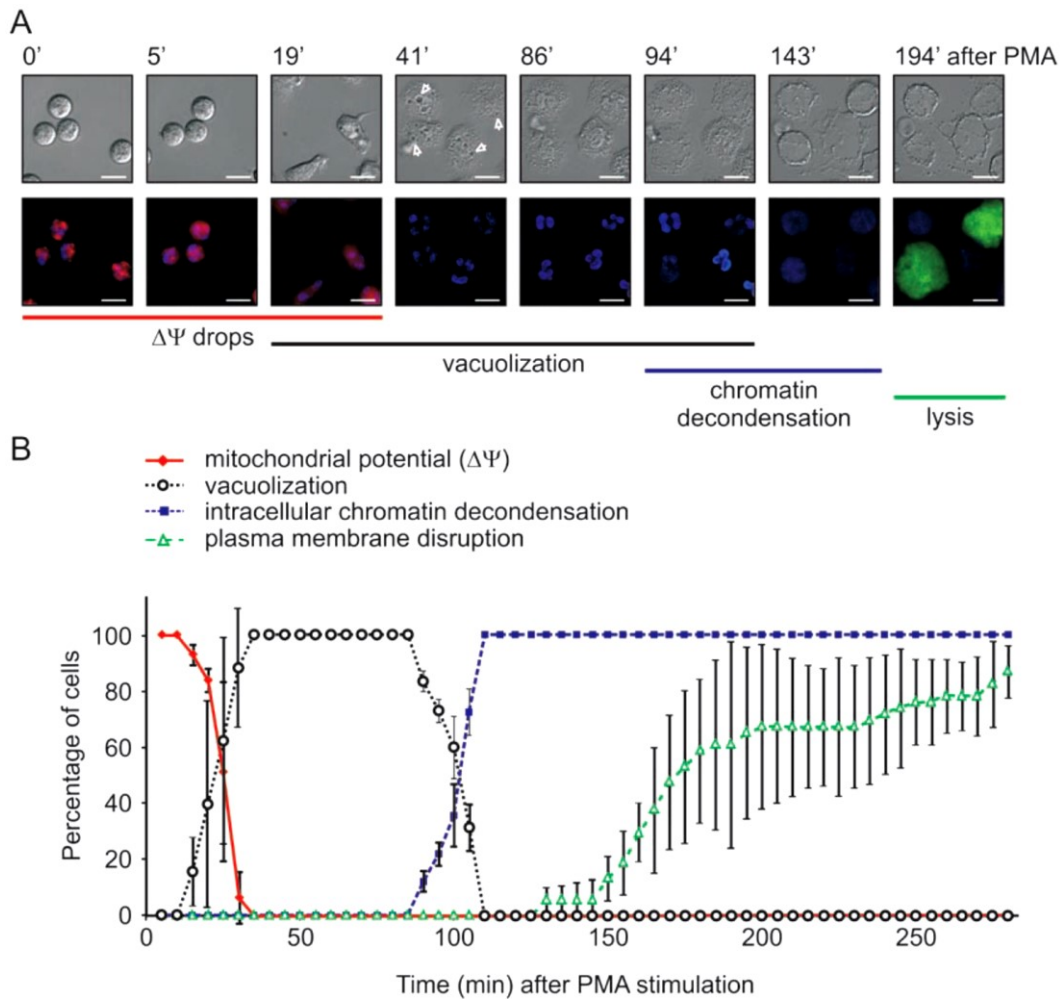 A
0’ 5’ 19’ 41’ 86’ 94’ 143’ 194’ after PMA
ΔΨ drops
vacuolization
chromatin
decondensation
lysis
B
mitochondrial potential (ΔΨ)
vacuolization
intracellular chromatin decondensation
plasma membrane disruption
Percentage of cells
100
80
60
40
20
0
0 50 100 150 200 250
Time (min) after PMA stimulation